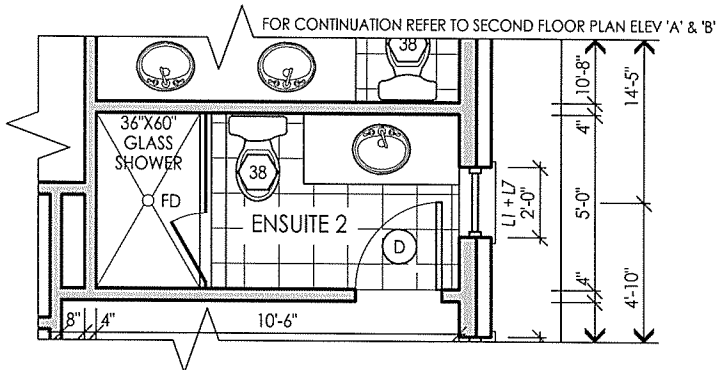 FOR CONTINUATION REFER TO SECOND FLOOR PLAN ELEV 'A' & 'B'
38
10'-8"
14'-5"
36"X60"
GLASS
SHOWER
4"
38
FD
L1 + L7
2'-0"
5'-0"
ENSUITE 2
D
4"
4'-10"
8"
4"
10'-6"